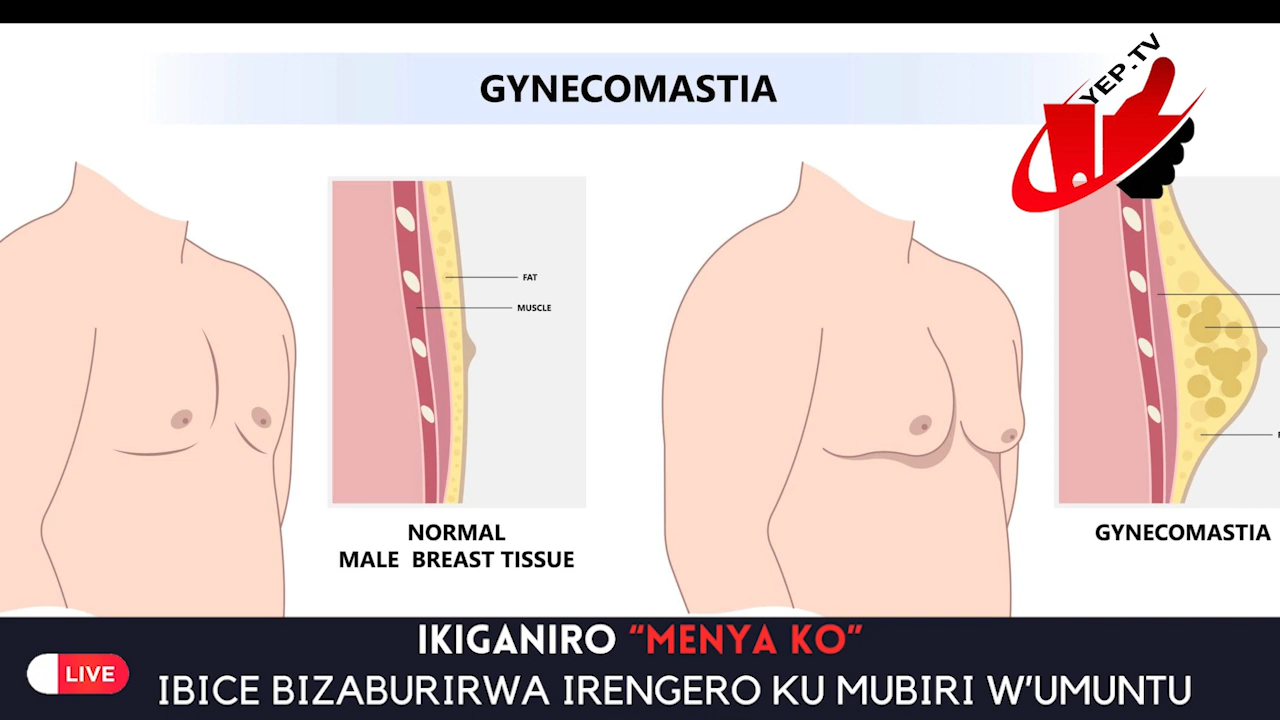 GYNECOMASTIA
YEP.TV
FAT
MUSCLE
NORMAL
MALE BREAST TISSUE
GYNECOMASTIA
IKIGANIRO “MENYA KO”
LIVE
IBICE BIZABURIRWA IRENGERO KU MUBIRI W'UMUNTU